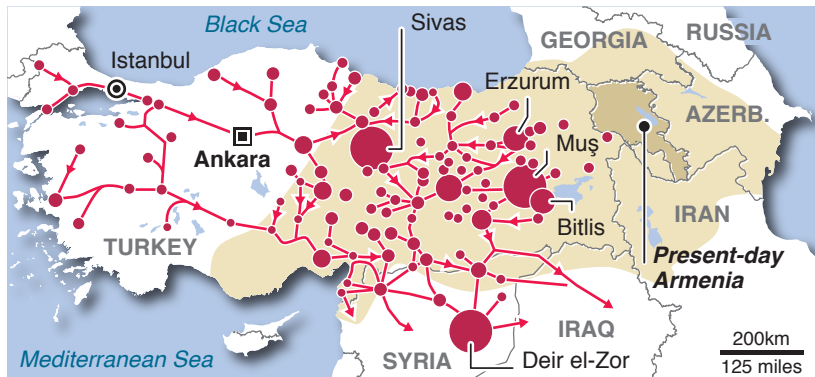 Black Sea
Sivas
RUSSIA
GEORGIA
Istanbul
Erzurum
AZERB.
Ankara
Muş
TURKEY
Bitlis
IRAN
Present-day
Armenia
IRAQ
200km
Mediterranean Sea
SYRIA
Deir el-Zor
125 miles